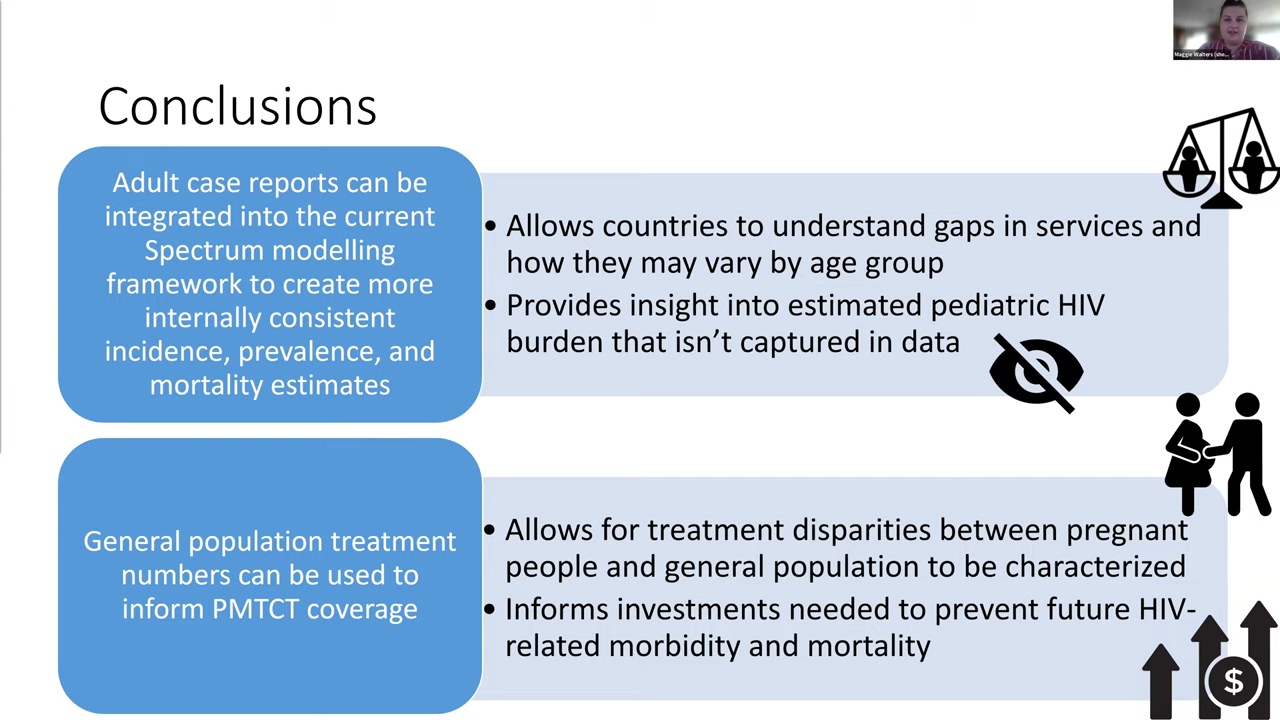 Maggie Walters (she...
Conclusions
Adult case reports can be
integrated into the current
Spectrum modelling
framework to create more
internally consistent
incidence, prevalence, and
mortality estimates
• Allows countries to understand gaps in services and
how they may vary by age group
• Provides insight into estimated pediatric HIV
burden that isn’t captured in data
General population treatment
numbers can be used to
inform PMTCT coverage
• Allows for treatment disparities between pregnant
people and general population to be characterized
• Informs investments needed to prevent future HIV-
related morbidity and mortality
$